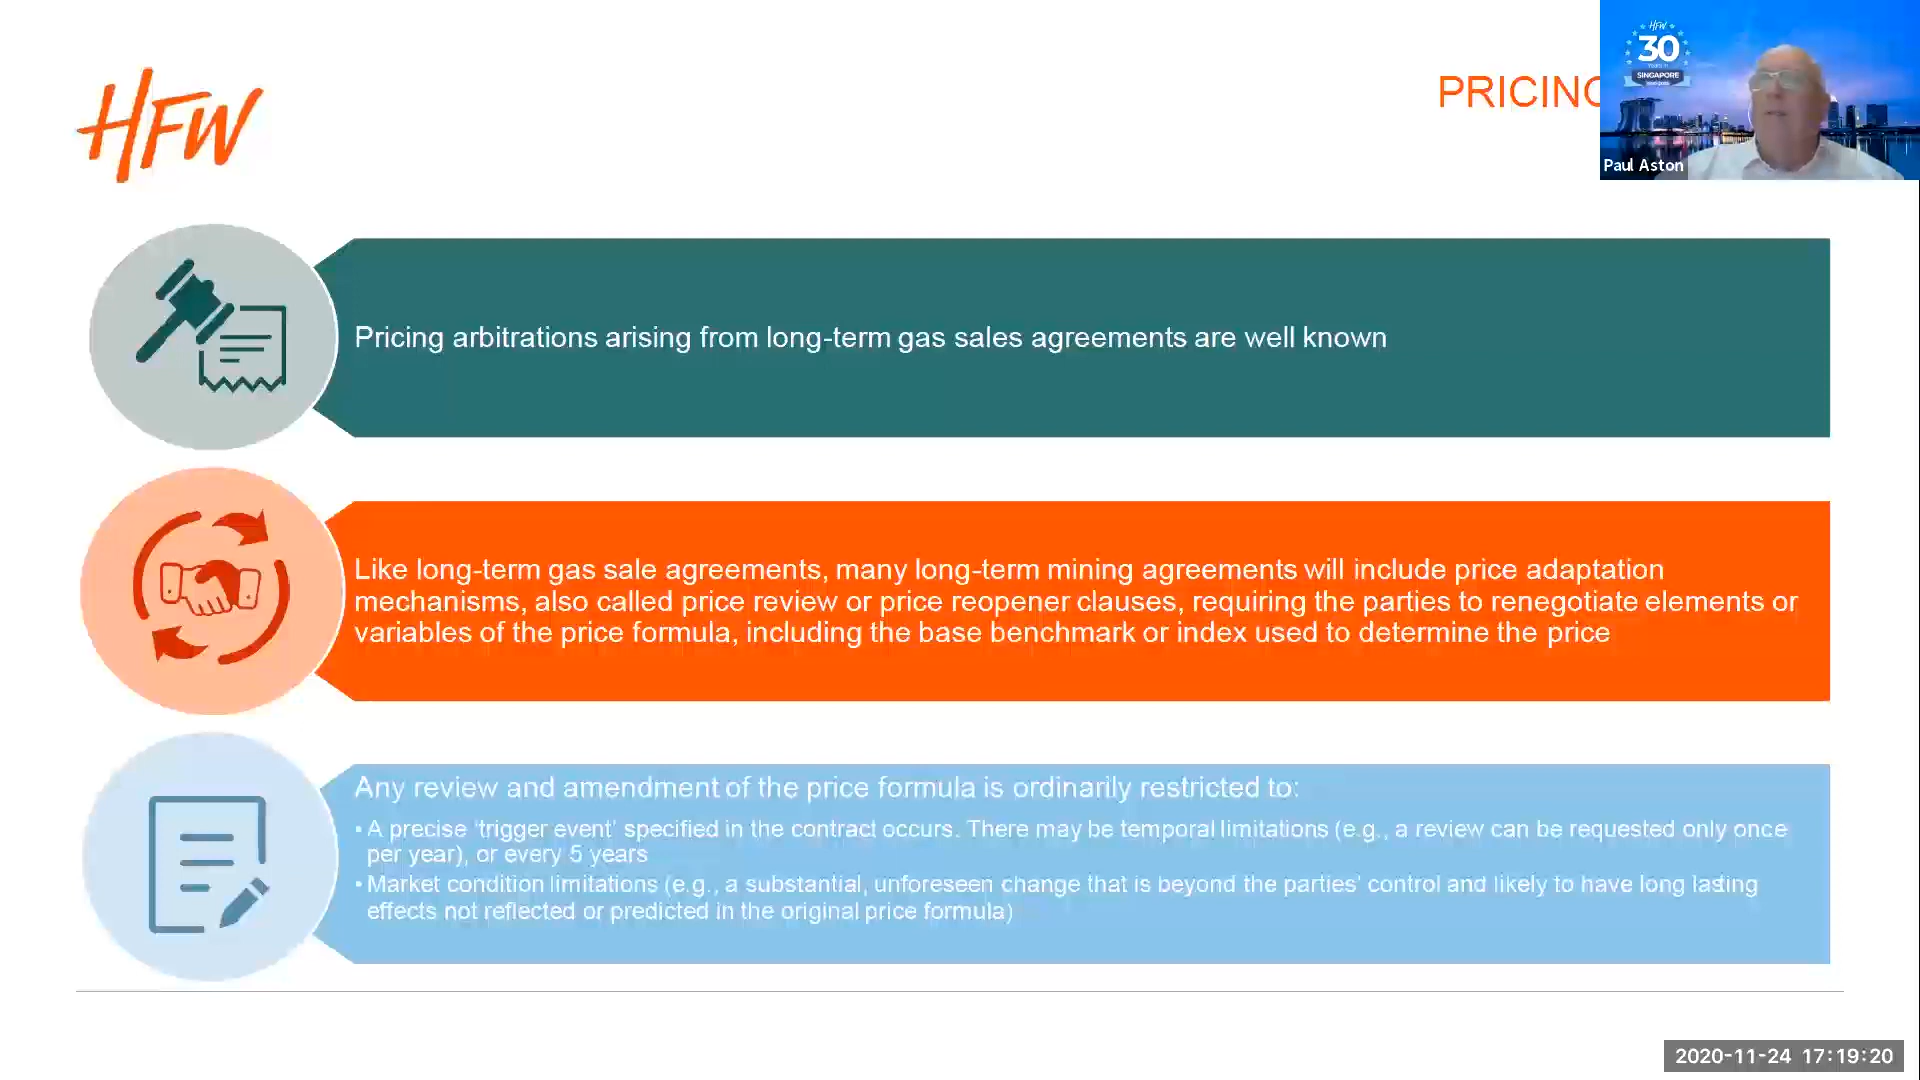 HFW
PRICING
HFW
30
YEARS IN
SINGAPORE
Paul Aston
Pricing arbitrations arising from long-term gas sales agreements are well known
Like long-term gas sale agreements, many long-term mining agreements will include price adaptation
mechanisms, also called price review or price reopener clauses, requiring the parties to renegotiate elements or
variables of the price formula, including the base benchmark or index used to determine the price
Any review and amendment of the price formula is ordinarily restricted to:
• A precise 'trigger event' specified in the contract occurs. There may be temporal limitations (e.g., a review can be requested only once
per year), or every 5 years
• Market condition limitations (e.g., a substantial, unforeseen change that is beyond the parties' control and likely to have long lasting
effects not reflected or predicted in the original price formula)
2020-11-24 17:19:20